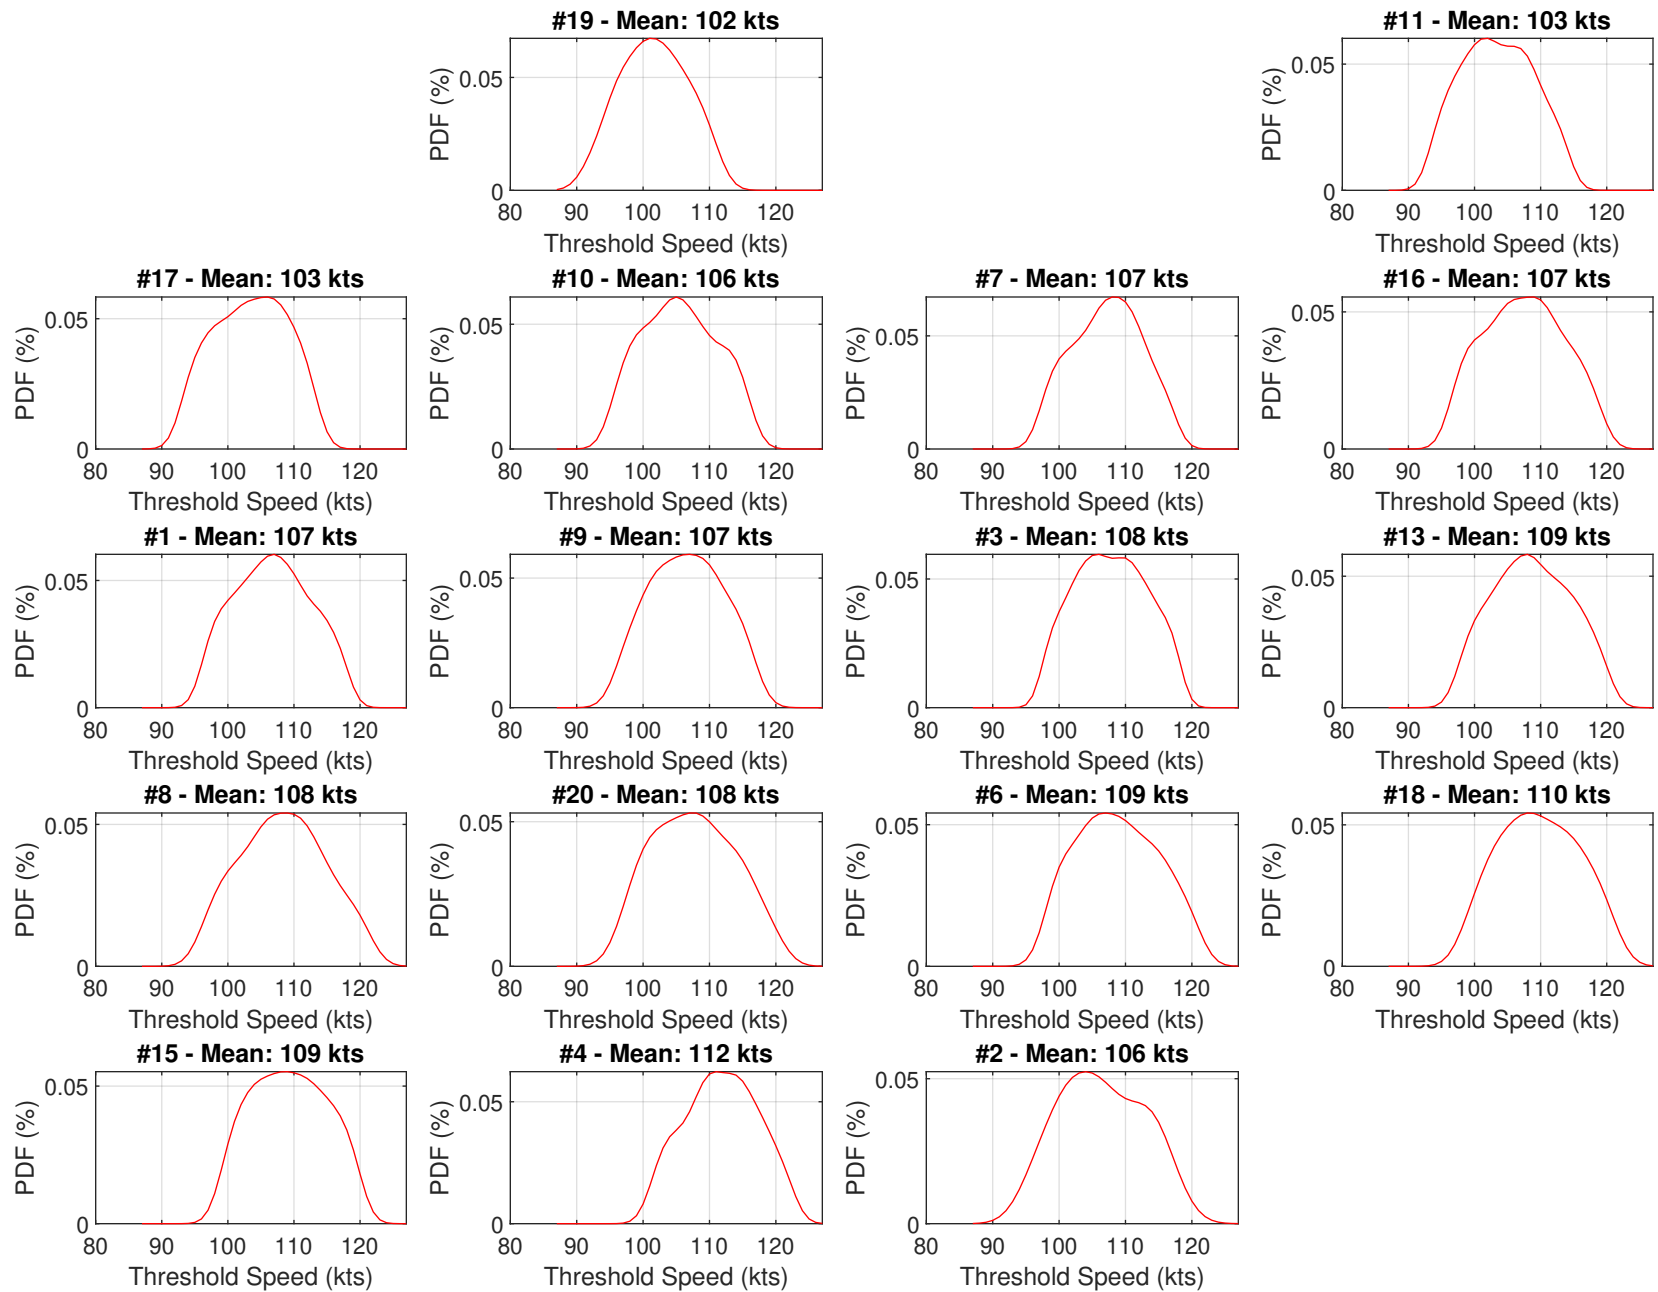 #19 - Mean: 102 kts
PDF (%)
0.05
0
80 90 100 110 120
Threshold Speed (kts)
#11 - Mean: 103 kts
PDF (%)
0.05
0
80 90 100 110 120
Threshold Speed (kts)
#17 - Mean: 103 kts
PDF (%)
0.05
0
80 90 100 110 120
Threshold Speed (kts)
#10 - Mean: 106 kts
PDF (%)
0.05
0
80 90 100 110 120
Threshold Speed (kts)
#7 - Mean: 107 kts
PDF (%)
0.05
0
80 90 100 110 120
Threshold Speed (kts)
#16 - Mean: 107 kts
PDF (%)
0.05
0
80 90 100 110 120
Threshold Speed (kts)
#1 - Mean: 107 kts
PDF (%)
0.05
0
80 90 100 110 120
Threshold Speed (kts)
#9 - Mean: 107 kts
PDF (%)
0.05
0
80 90 100 110 120
Threshold Speed (kts)
#3 - Mean: 108 kts
PDF (%)
0.05
0
80 90 100 110 120
Threshold Speed (kts)
#13 - Mean: 109 kts
PDF (%)
0.05
0
80 90 100 110 120
Threshold Speed (kts)
#8 - Mean: 108 kts
PDF (%)
0.05
0
80 90 100 110 120
Threshold Speed (kts)
#20 - Mean: 108 kts
PDF (%)
0.05
0
80 90 100 110 120
Threshold Speed (kts)
#6 - Mean: 109 kts
PDF (%)
0.05
0
80 90 100 110 120
Threshold Speed (kts)
#18 - Mean: 110 kts
PDF (%)
0.05
0
80 90 100 110 120
Threshold Speed (kts)
#15 - Mean: 109 kts
PDF (%)
0.05
0
80 90 100 110 120
Threshold Speed (kts)
#4 - Mean: 112 kts
PDF (%)
0.05
0
80 90 100 110 120
Threshold Speed (kts)
#2 - Mean: 106 kts
PDF (%)
0.05
0
80 90 100 110 120
Threshold Speed (kts)